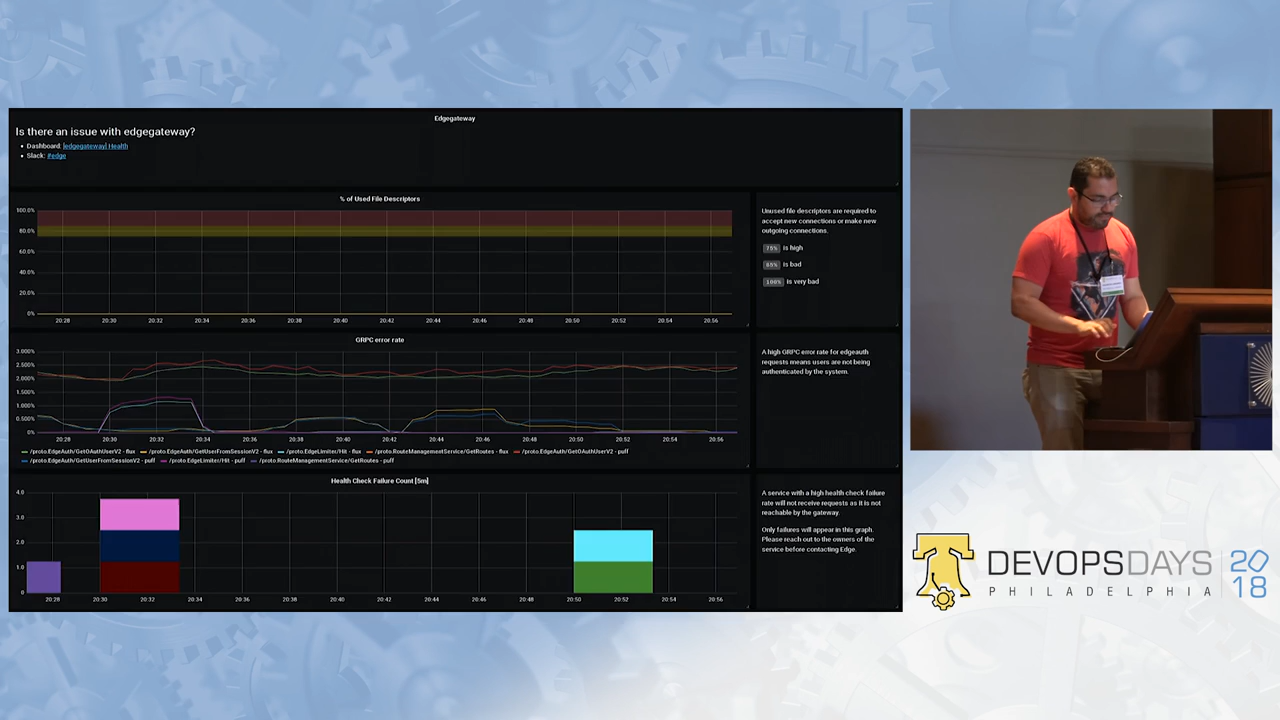 Edgegateway
Is there an issue with edgegateway?
• Dashboard: [edgegateway] Health
• Slack: #edge
% of Used File Descriptors
100.0%
80.0%
60.0%
40.0%
20.0%
0%
20:28 20:30 20:32 20:34 20:36 20:38 20:40 20:42 20:44 20:46 20:48 20:50 20:52 20:54 20:56
Unused file descriptors are required to
accept new connections or make new
outgoing connections.
75% is high
85% is bad
100% is very bad
GRPC error rate
3.000%
2.500%
2.000%
1.500%
1.000%
0.500%
0%
20:28 20:30 20:32 20:34 20:36 20:38 20:40 20:42 20:44 20:46 20:48 20:50 20:52 20:54 20:56
/proto.EdgeAuth/GetOAuthUserV2 - flux /proto.EdgeAuth/GetUserFromSessionV2 - flux /proto.EdgeLimiter/Hit - flux /proto.RouteManagementService/GetRoutes - flux /proto.EdgeAuth/GetOAuthUserV2 - puff
/proto.EdgeAuth/GetUserFromSessionV2 - puff /proto.EdgeLimiter/Hit - puff /proto.RouteManagementService/GetRoutes - puff
A high GRPC error rate for edgeauth
requests means users are not being
authenticated by the system.
Health Check Failure Count [5m]
4.0
3.0
2.0
1.0
0
20:28 20:30 20:32 20:34 20:36 20:38 20:40 20:42 20:44 20:46 20:48 20:50 20:52 20:54 20:56
A service with a high health check failure
rate will not receive requests as it is not
reachable by the gateway.
Only failures will appear in this graph.
Please reach out to the owners of the
service before contacting Edge.
DEVOPSDAYS 2018
PHILADELPHIA